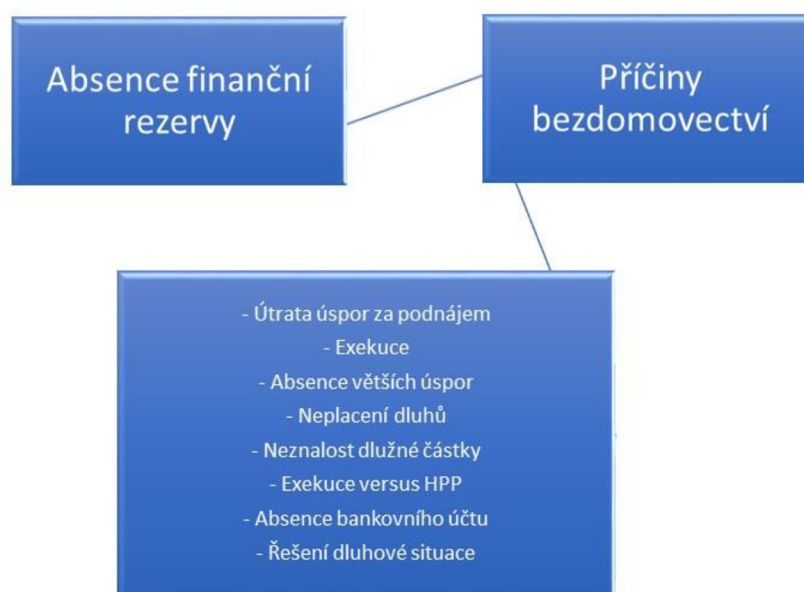 Absence finanční
rezervy
Příčiny
bezdomovectví
- Útrata úspor za podnájem
- Exekuce
- Absence větších úspor
- Neplacení dluhů
- Neznalost dlužné částky
- Exekuce versus HPP
- Absence bankovního účtu
- Řešení dluhové situace